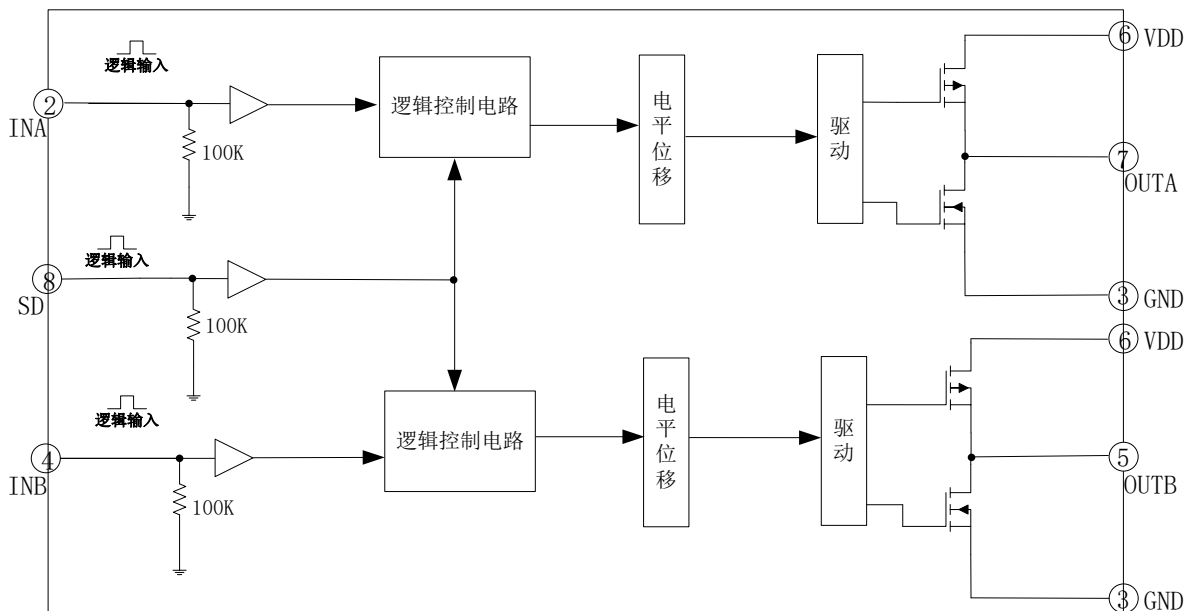 ⑥ VDD
逻辑输入
② INA
100K
逻辑控制电路
电平位移
驱动
⑦ OUTA
逻辑输入
⑧ SD
100K
③ GND
⑥ VDD
逻辑输入
④ INB
100K
逻辑控制电路
电平位移
驱动
⑤ OUTB
③ GND